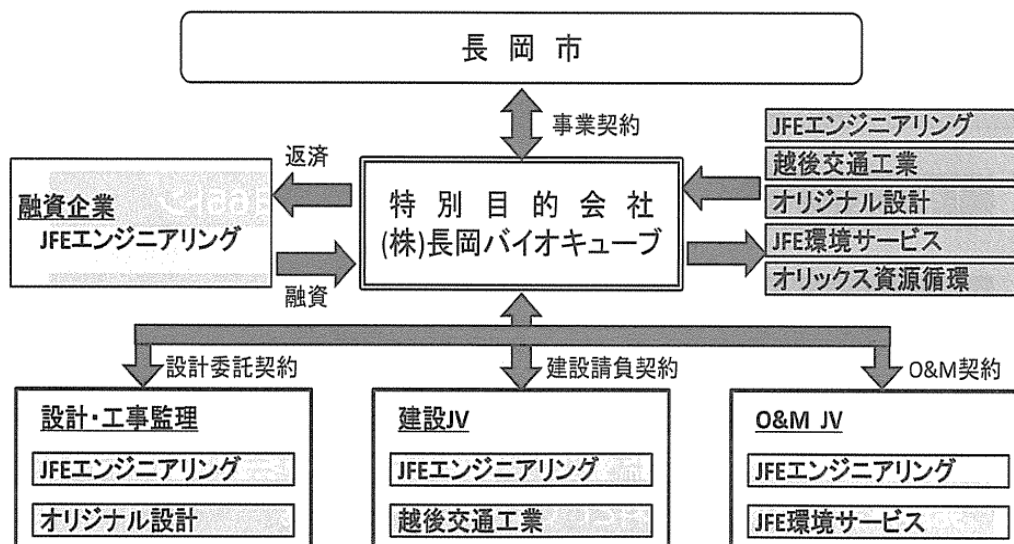 長岡市
事業契約
返済
融資企業
JFEエンジニアリング
融資
特別目的会社
(株)長岡バイオキューブ
JFEエンジニアリング
越後交通工業
オリジナル設計
JFE環境サービス
オリックス資源循環
設計委託契約
建設請負契約
O&M契約
設計・工事監理
JFEエンジニアリング
オリジナル設計
建設JV
JFEエンジニアリング
越後交通工業
O&M JV
JFEエンジニアリング
JFE環境サービス